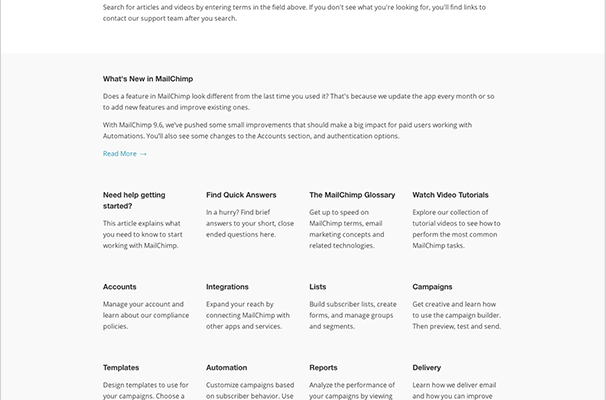 Search for articles and videos by entering terms in the field above. If you don't see what you're looking for, you'll find links to
contact our support team after you search.
What's New in MailChimp
Does a feature in MailChimp look different from the last time you used it? That's because we update the app every month or so
to add new features and improve existing ones.
With MailChimp 9.6, we've pushed some small improvements that should make a big impact for paid users working with
Automations. You'll also see some changes to the Accounts section, and authentication options.
Read More →
Need help getting
started?
This article explains what
you need to know to start
working with MailChimp.
Find Quick Answers
In a hurry? Find brief
answers to your short, close
ended questions here.
The MailChimp Glossary
Get up to speed on
MailChimp terms, email
marketing concepts and
related technologies.
Watch Video Tutorials
Explore our collection of
tutorial videos to see how to
perform the most common
MailChimp tasks.
Accounts
Manage your account and
learn about our compliance
policies.
Integrations
Expand your reach by
connecting MailChimp with
other apps and services.
Lists
Build subscriber lists, create
forms, and manage groups
and segments.
Campaigns
Get creative and learn how
to use the campaign builder.
Then preview, test and send.
Templates
Design templates to use for
your campaigns. Choose a
Automation
Customize campaigns based
on subscriber behavior. Use
Reports
Analyze the performance of
your campaigns by viewing
Delivery
Learn how we deliver email
and how you can improve